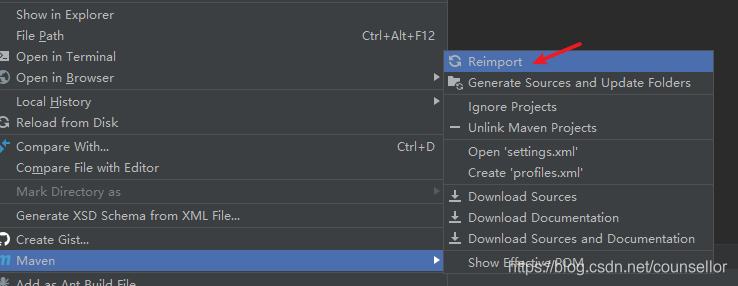 Show in Explorer
File Path Ctrl+Alt+F12
Open in Terminal
Open in Browser
Local History
Reload from Disk
Compare With... Ctrl+D
Compare File with Editor
Mark Directory as
Generate XSD Schema from XML File...
Create Gist...
Maven
Add as Ant Build File
Reimport
Generate Sources and Update Folders
Ignore Projects
Unlink Maven Projects
Open 'settings.xml'
Create 'profiles.xml'
Download Sources
Download Documentation
Download Sources and Documentation
Show Effective POM
https://blog.csdn.net/counsellor